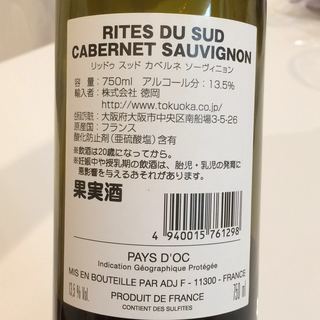 RITES DU SUD
CABERNET SAUVIGNON
リッドゥ スッド カベルネ ソーヴィニョン
容 量：750ml アルコール分：13.5%
輸入者：株式会社 徳岡
http://www.tokuoka.co.jp/
大阪府大阪市中央区南船場3-5-26
原産国：フランス
酸化防止剤（亜硫酸塩）含有
※飲酒は20歳になってから。
※妊娠中や授乳期の飲酒は、胎児・乳児の発育に
悪影響を与えるおそれがあります。
果実酒
4 940015 761298
PAYS D'OC
Indication Géographique Protégée
MIS EN BOUTEILLE PAR ADJ F - 11300 - FRANCE
13,5 % Vol.
PRODUIT DE FRANCE
750 ml
CONTIENT DES SULFITES